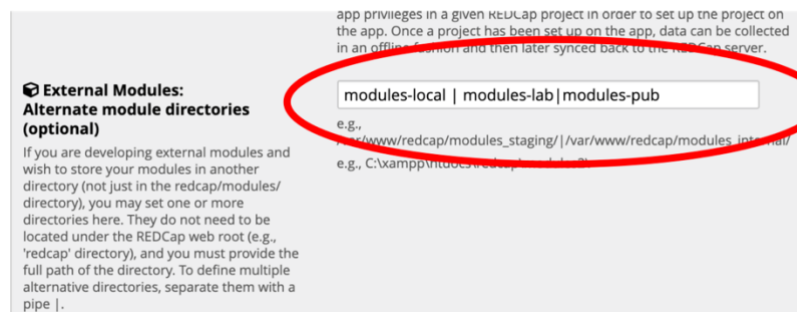 app privileges in a given REDCap project in order to set up the project on
the app. Once a project has been set up on the app, data can be collected
in an offline fashion and then later synced back to the REDCap server.
External Modules:
Alternate module directories
(optional)
If you are developing external modules and
wish to store your modules in another
directory (not just in the redcap/modules/
directory), you may set one or more
directories here. They do not need to be
located under the REDCap web root (e.g.,
'redcap' directory), and you must provide the
full path of the directory. To define multiple
alternative directories, separate them with a
pipe |.
modules-local | modules-lab|modules-pub
e.g.,
/var/www/redcap/modules_staging/|/var/www/redcap/modules_internal/
e.g., C:\xampp\htdocs\redcap\modules2\